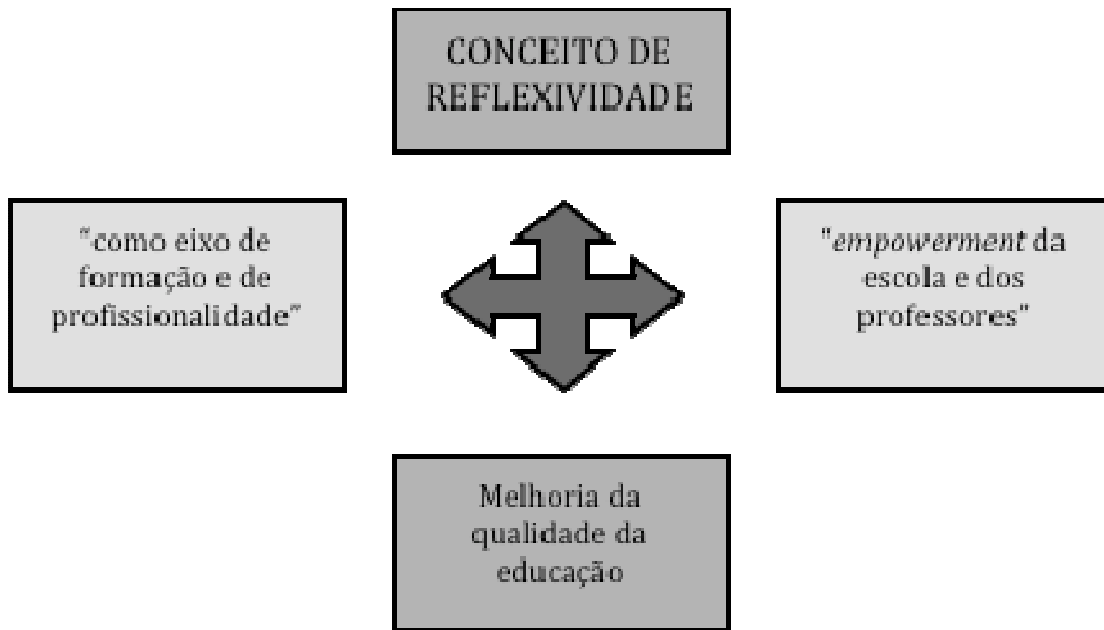 CONCEITO DE
REFLEXIVIDADE
"como eixo de
formação e de
profissionalidade"
"empowerment da
escola e dos
professores"
Melhoria da
qualidade da
educação